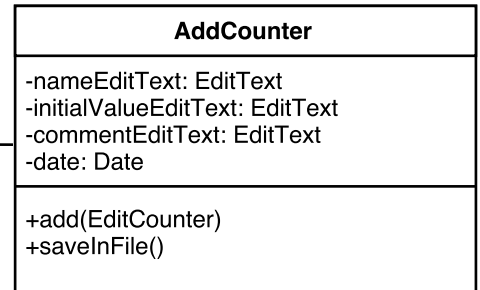 AddCounter
-nameEditText: EditText
-initialValueEditText: EditText
-commentEditText: EditText
-date: Date
+add(EditCounter)
+saveInFile()